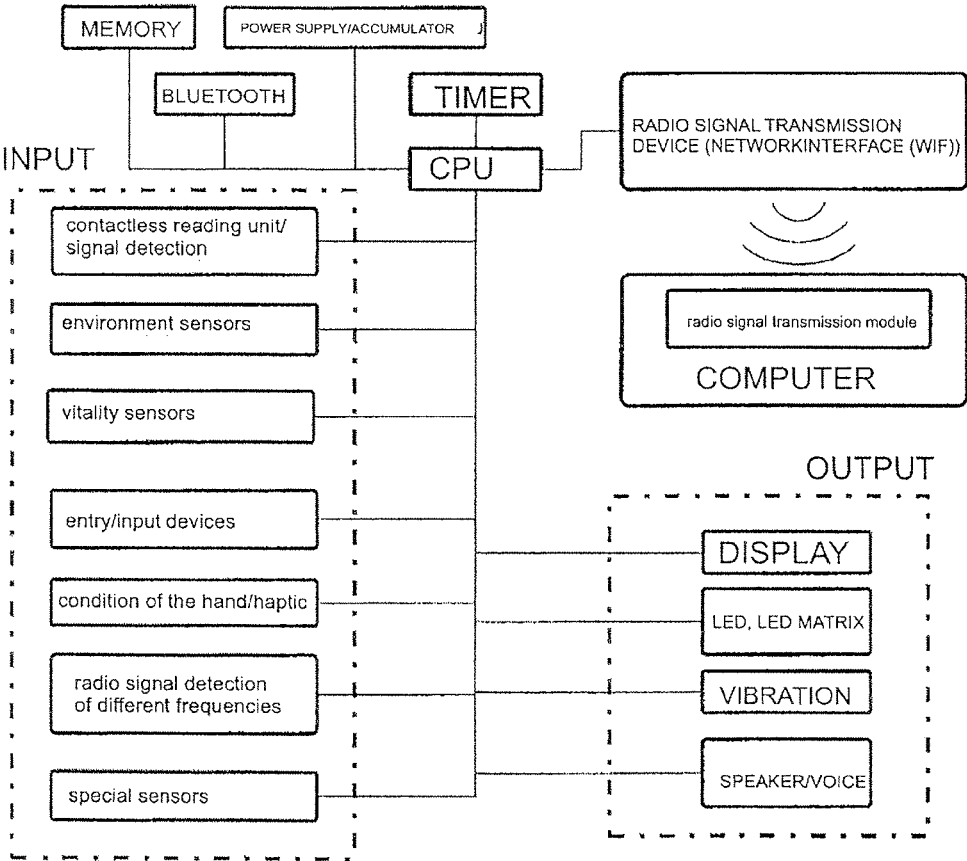 MEMORY
POWER SUPPLY/ACCUMULATOR
BLUETOOTH
TIMER
CPU
RADIO SIGNAL TRANSMISSION
DEVICE (NETWORKINTERFACE (WIF))
INPUT
contactless reading unit/
signal detection
environment sensors
vitality sensors
entry/input devices
condition of the hand/haptic
radio signal detection
of different frequencies
special sensors
radio signal transmission module
COMPUTER
OUTPUT
DISPLAY
LED, LED MATRIX
VIBRATION
SPEAKER/VOICE